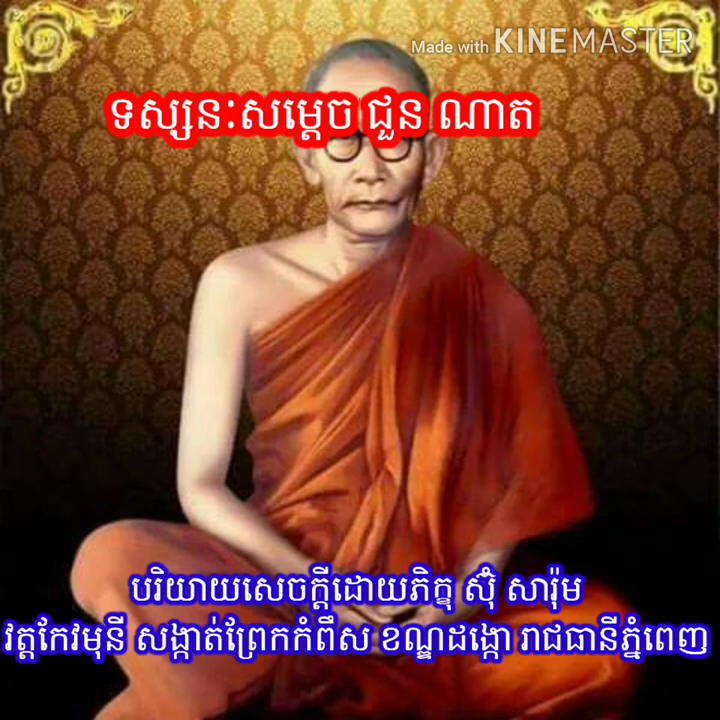 Made with KINEMASTER
ទស្សនៈសម្ដេច ជួន ណាត
បរិយាយសេចក្ដីដោយភិក្ខុ ស៊ុំ សារ៉ុម
វត្តកែវមុនី សង្កាត់ព្រែកកំពឹស ខណ្ឌដង្កោ រាជធានីភ្នំពេញ